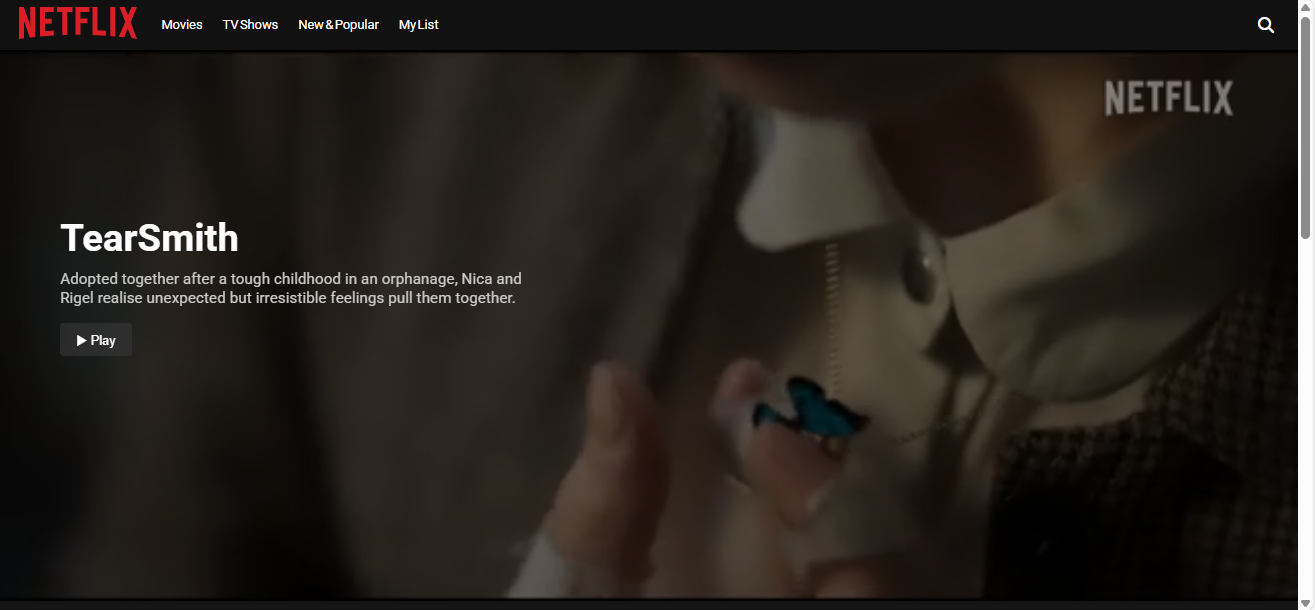 NETFLIX Movies TV Shows New & Popular My List
NETFLIX
TearSmith
Adopted together after a tough childhood in an orphanage, Nica and
Rigel realise unexpected but irresistible feelings pull them together.
Play